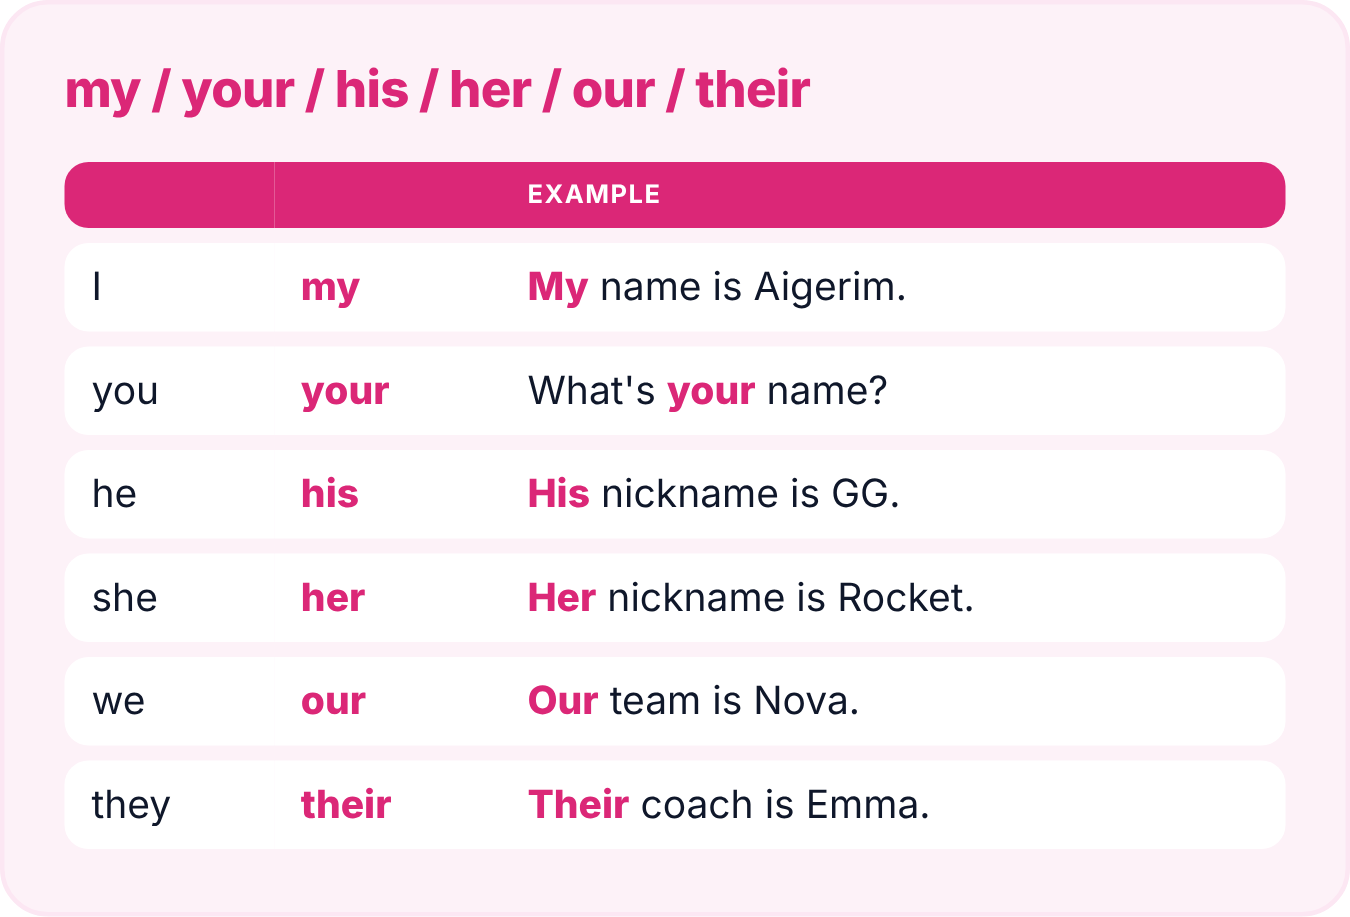 my / your / his / her / our / their
EXAMPLE
I my My name is Aigerim.
you your What's your name?
he his His nickname is GG.
she her Her nickname is Rocket.
we our Our team is Nova.
they their Their coach is Emma.